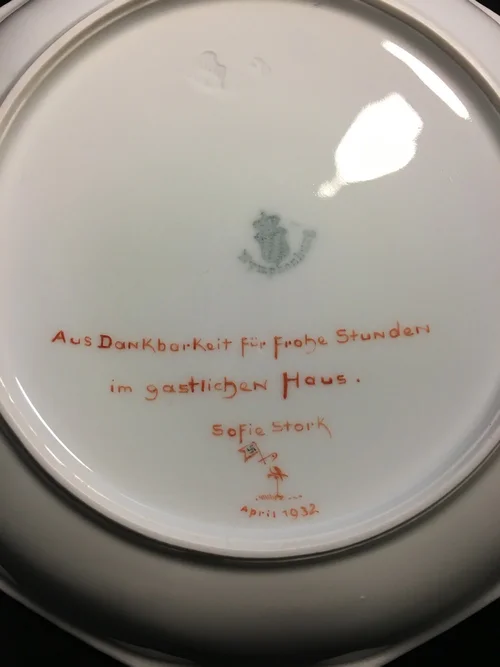 Aus Dankbarkeit für frohe Stunden
im gastlichen Haus.
Sofie Stork
April 1932